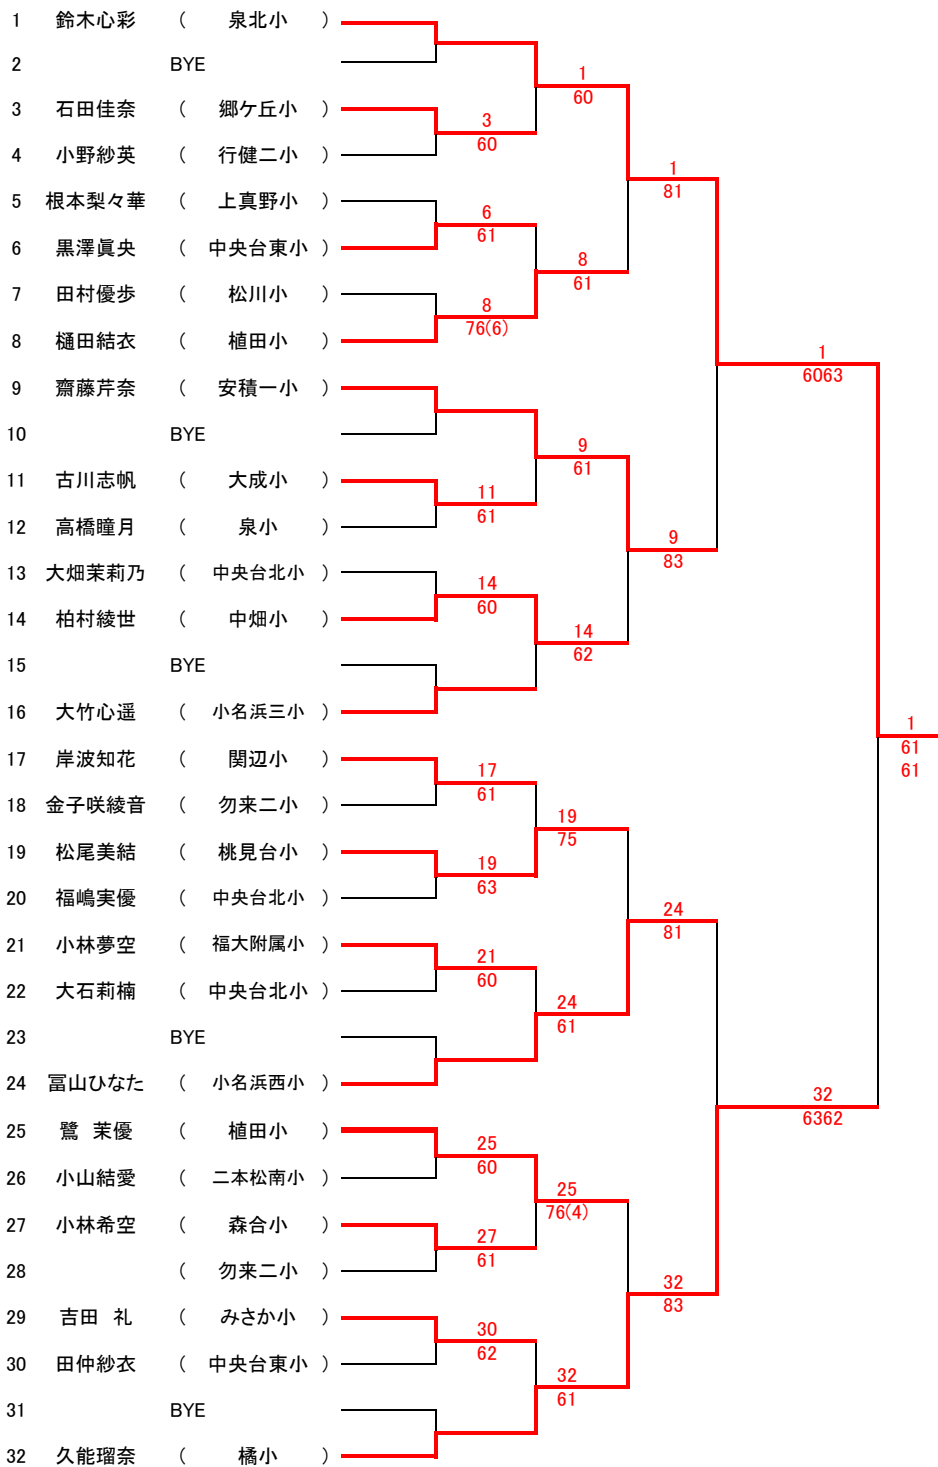 1 鈴木心彩 ( 泉北小 )
2 BYE
1
60
3 石田佳奈 ( 郷ケ丘小 )
3
60
4 小野紗英 ( 行健二小 )
1
81
5 根本梨々華 ( 上真野小 )
6
61
6 黒澤眞央 ( 中央台東小 )
8
61
7 田村優歩 ( 松川小 )
8
76(6)
8 樋田結衣 ( 植田小 )
1
6063
9 齋藤芹奈 ( 安積一小 )
10 BYE
9
61
11 古川志帆 ( 大成小 )
11
61
12 高橋瞳月 ( 泉小 )
9
83
13 大畑茉莉乃 ( 中央台北小 )
14
60
14 柏村綾世 ( 中畑小 )
14
62
15 BYE
16 大竹心遥 ( 小名浜三小 )
1
61
61
17 岸波知花 ( 関辺小 )
17
61
18 金子咲綾音 ( 勿来二小 )
19
75
19 松尾美結 ( 桃見台小 )
19
63
20 福嶋実優 ( 中央台北小 )
24
81
21 小林夢空 ( 福大附属小 )
21
60
22 大石莉楠 ( 中央台北小 )
24
61
23 BYE
24 冨山ひなた ( 小名浜西小 )
32
6362
25 鷺 茉優 ( 植田小 )
25
60
26 小山結愛 ( 二本松南小 )
25
76(4)
27 小林希空 ( 森合小 )
27
61
28 ( 勿来二小 )
32
83
29 吉田 礼 ( みさか小 )
30
62
30 田仲紗衣 ( 中央台東小 )
32
61
31 BYE
32 久能瑠奈 ( 橘小 )